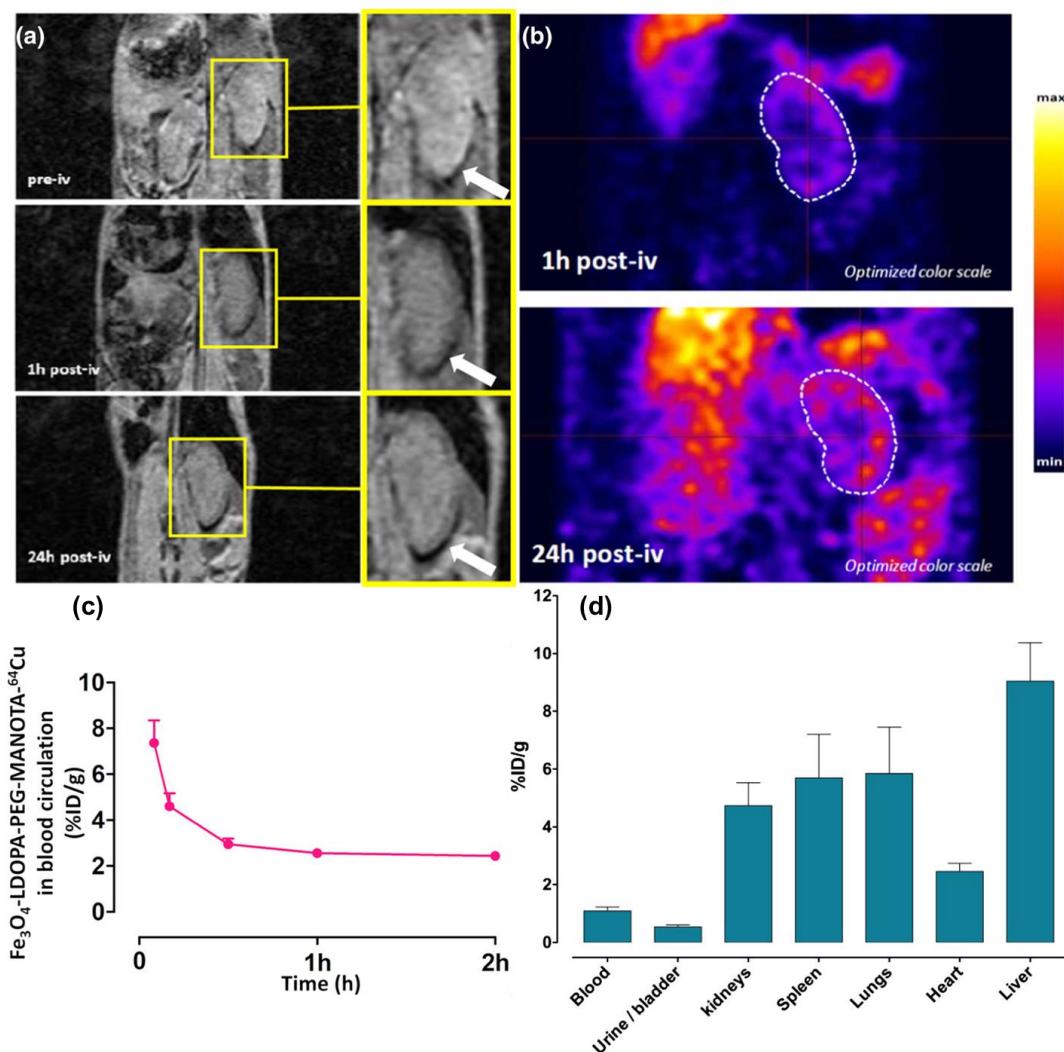 (a)
pre-iv
1h post-iv
24h post-iv
(b)
1h post-iv
Optimized color scale
24h post-iv
Optimized color scale
max
min
(c)
Fe₃O₄-LDOPA-PEG-MANOTA-⁶⁴Cu
in blood circulation
(%ID/g)
10
8
6
4
2
0
0
1h
2h
Time (h)
(d)
%ID/g
12
10
8
6
4
2
0
Blood
Urine / bladder
kidneys
Spleen
Lungs
Heart
Liver